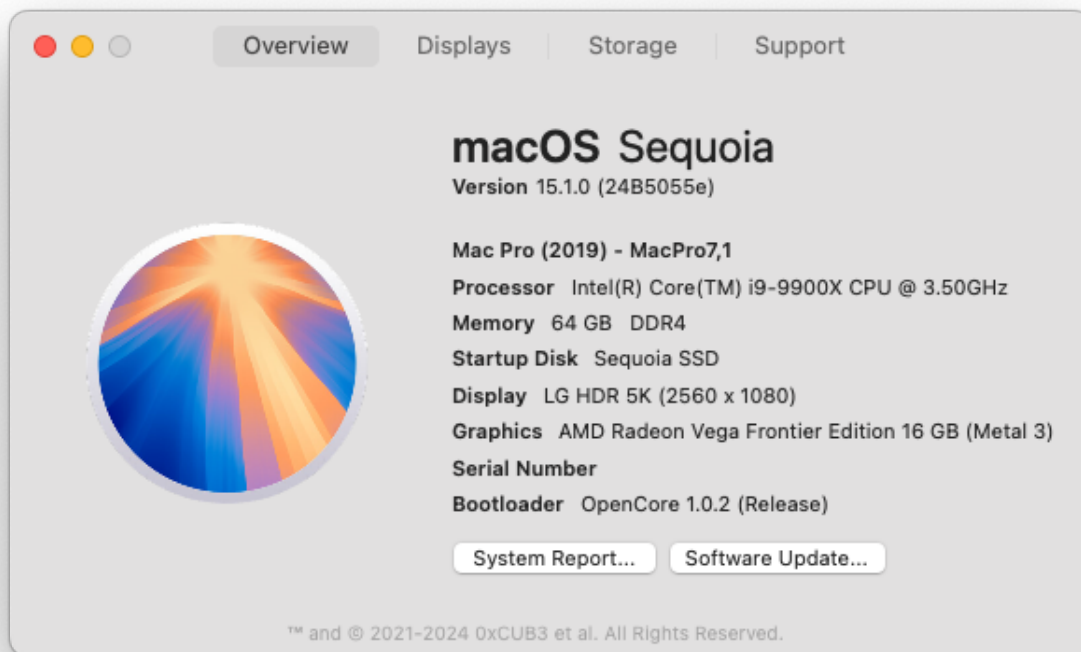 Overview Displays Storage Support
macOS Sequoia
Version 15.1.0 (24B5055e)
Mac Pro (2019) - MacPro7,1
Processor Intel(R) Core(TM) i9-9900X CPU @ 3.50GHz
Memory 64 GB DDR4
Startup Disk Sequoia SSD
Display LG HDR 5K (2560 x 1080)
Graphics AMD Radeon Vega Frontier Edition 16 GB (Metal 3)
Serial Number
Bootloader OpenCore 1.0.2 (Release)
System Report... Software Update...
™ and © 2021-2024 0xCUB3 et al. All Rights Reserved.